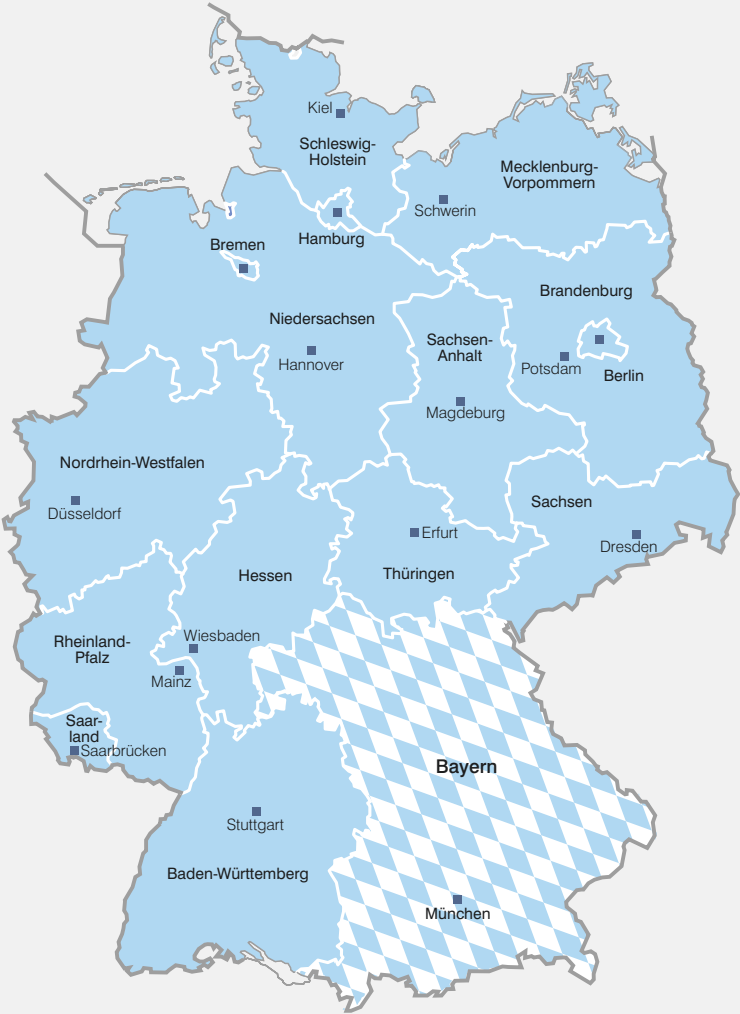 Kiel
Schleswig-
Holstein
Mecklenburg-
Vorpommern
Schwerin
Hamburg
Bremen
Brandenburg
Niedersachsen
Sachsen-
Anhalt
Hannover
Potsdam
Berlin
Magdeburg
Nordrhein-Westfalen
Düsseldorf
Sachsen
Erfurt
Dresden
Thüringen
Hessen
Wiesbaden
Rheinland-
Pfalz
Mainz
Saar-
land
Saarbrücken
Bayern
Stuttgart
Baden-Württemberg
München